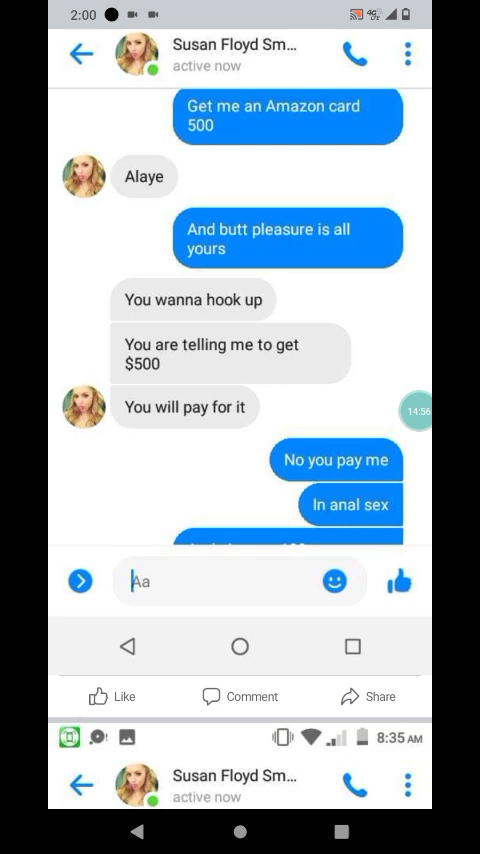 2:00
4G LTE
Susan Floyd Sm...
active now
Get me an Amazon card
500
Alaye
And butt pleasure is all
yours
You wanna hook up
You are telling me to get
$500
You will pay for it
14:56
No you pay me
In anal sex
Aa
Like
Comment
Share
8:35 AM
Susan Floyd Sm...
active now